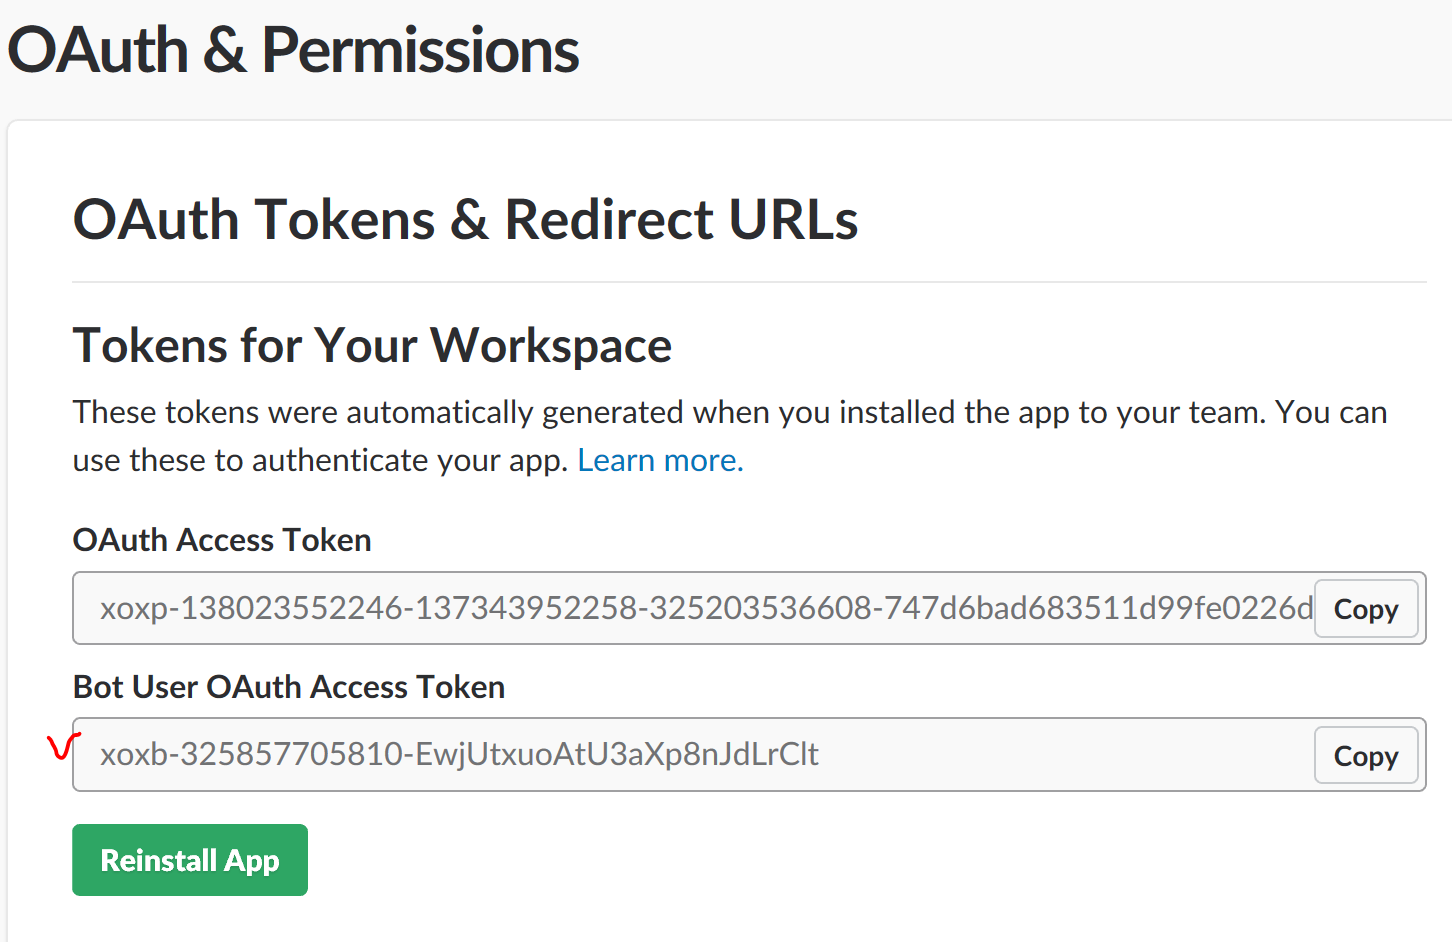 OAuth & Permissions
OAuth Tokens & Redirect URLs
Tokens for Your Workspace
These tokens were automatically generated when you installed the app to your team. You can
use these to authenticate your app. Learn more.
OAuth Access Token
xoxp-138023552246-137343952258-325203536608-747d6bad683511d99fe0226d
Copy
Bot User OAuth Access Token
xoxb-325857705810-EwjUtxuoAtU3aXp8nJdLrClt
Copy
Reinstall App